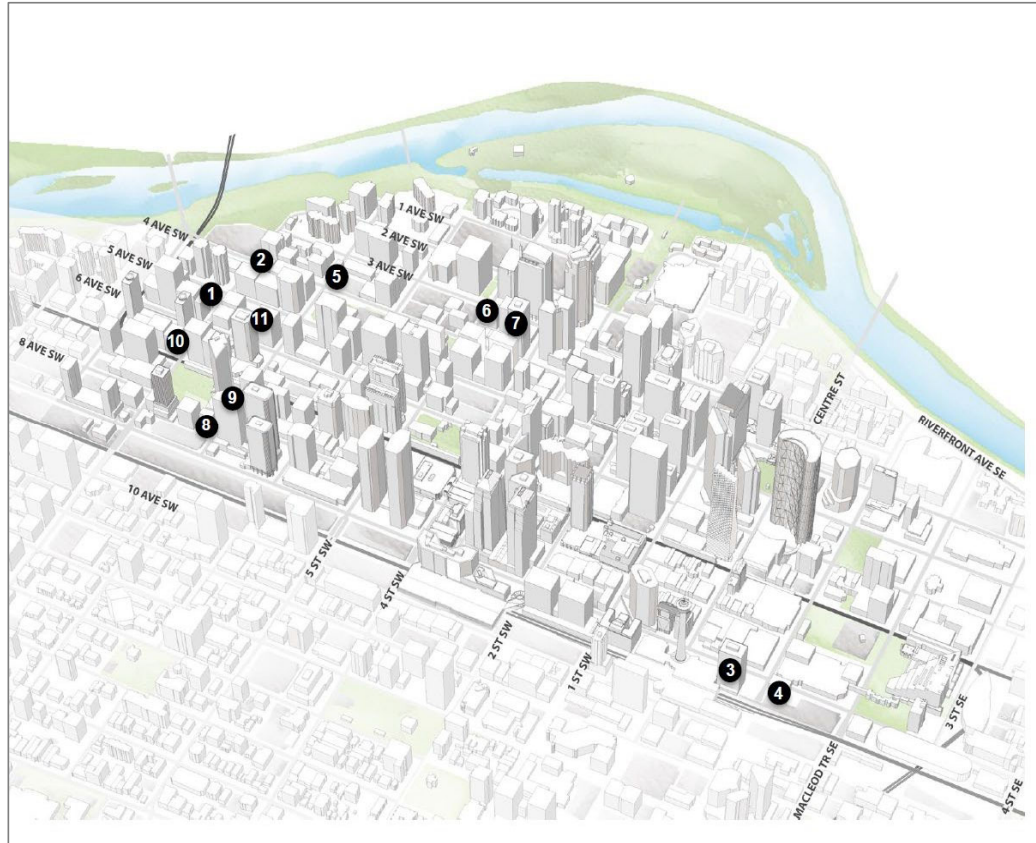 1 AVE SW
2 AVE SW
3 AVE SW
4 AVE SW
5 AVE SW
6 AVE SW
8 AVE SW
10 AVE SW
2
5
1
11
6
7
10
9
8
CENTRE ST
RIVERFRONT AVE SE
5 ST SW
4 ST SW
2 ST SW
1 ST SW
3
4
MACLEOD TR SE
3 ST SE
4 ST SE